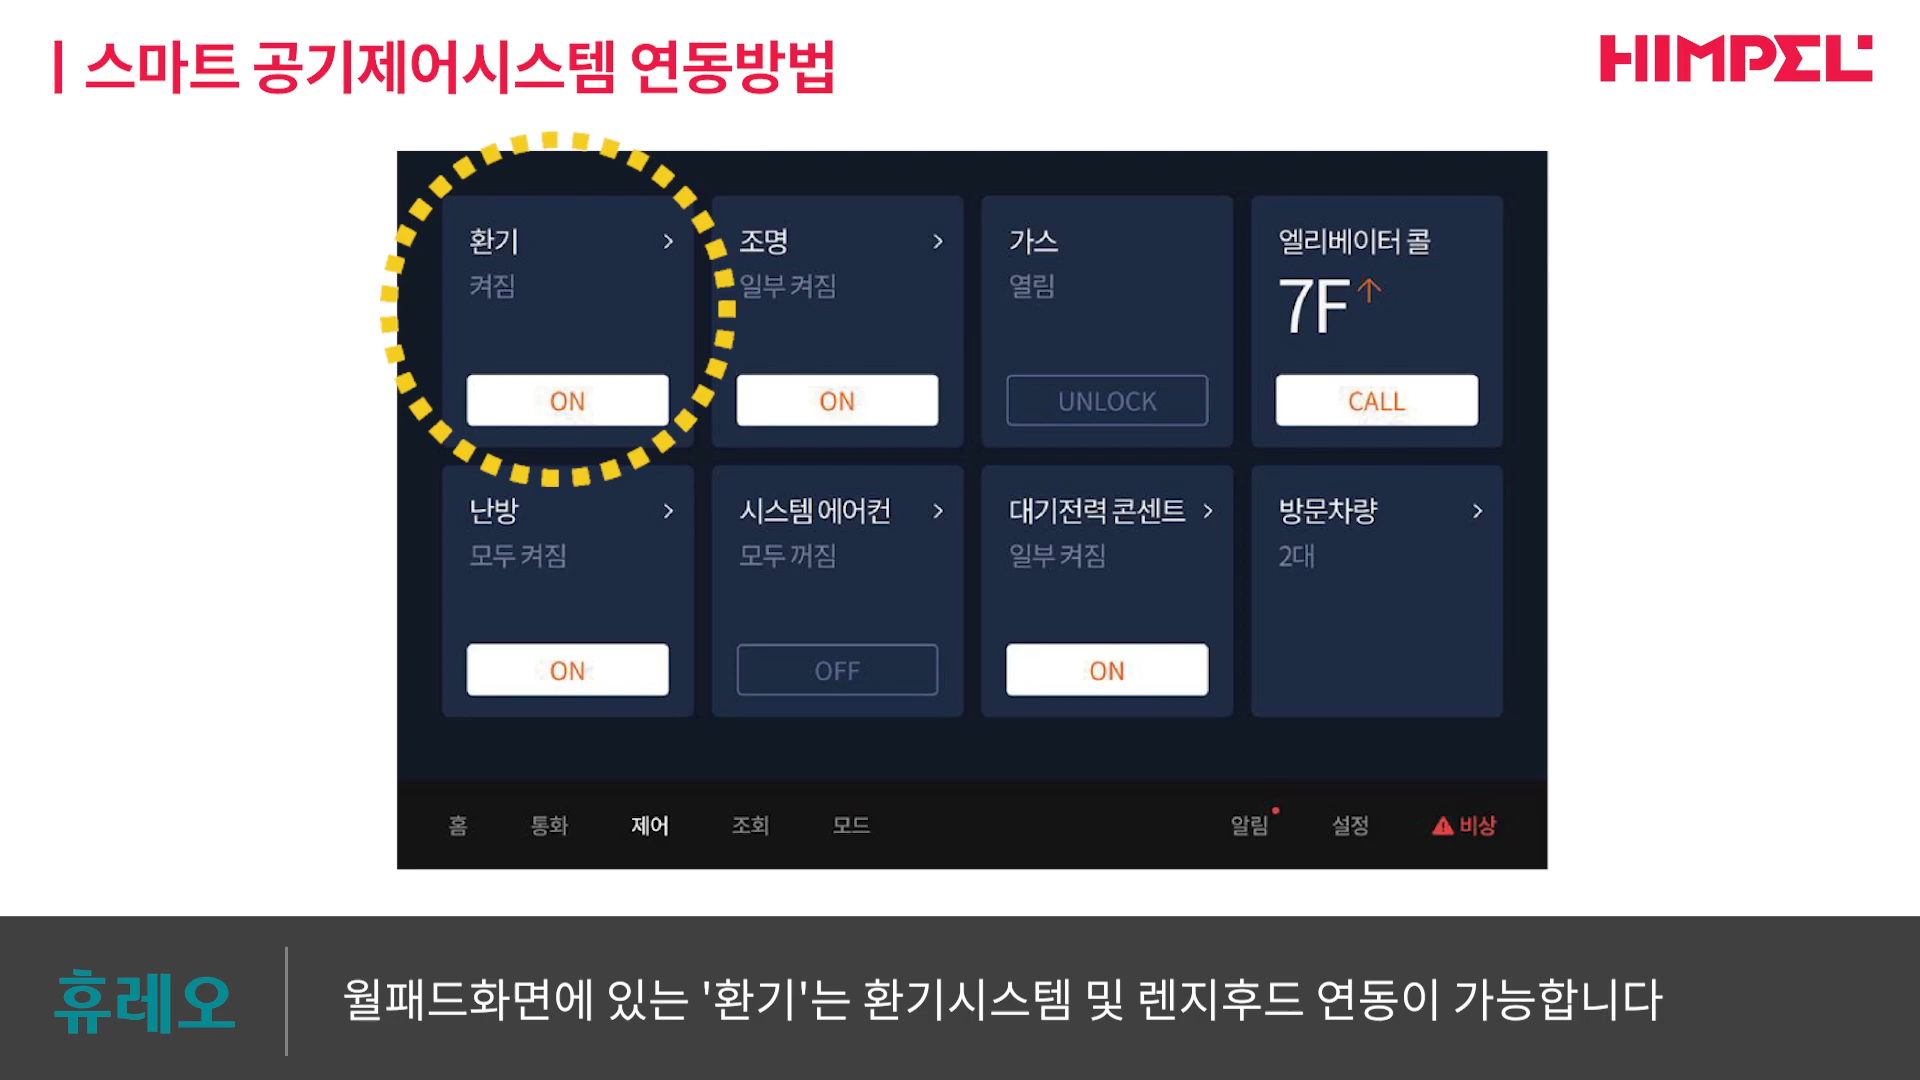 | 스마트 공기제어시스템 연동방법
HIMPEL
환기
켜짐
ON
조명
일부 켜짐
ON
가스
열림
UNLOCK
엘리베이터 콜
7F↑
CALL
난방
모두 켜짐
ON
시스템 에어컨
모두 꺼짐
OFF
대기전력 콘센트
일부 켜짐
ON
방문차량
2대
홈 통화 제어 조회 모드 알림 설정 비상
휴레오
월패드화면에 있는 '환기'는 환기시스템 및 렌지후드 연동이 가능합니다